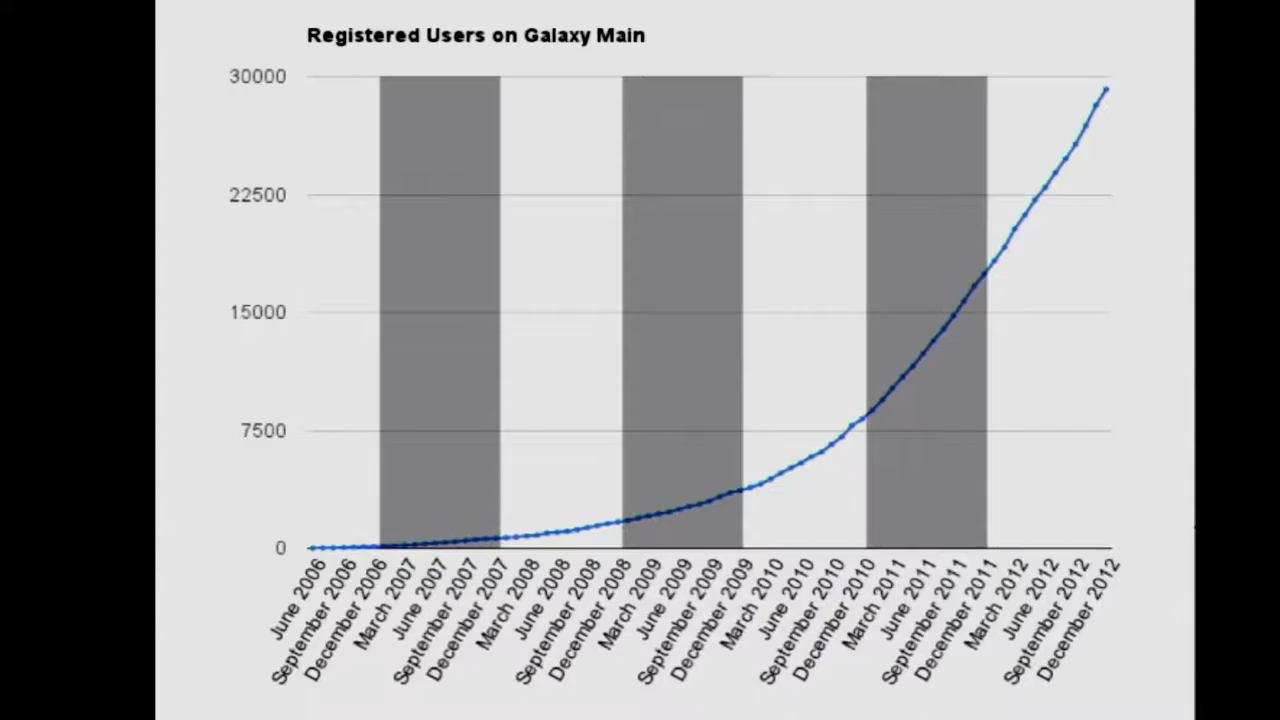 Registered Users on Galaxy Main
30000
22500
15000
7500
0
June 2006
September 2006
December 2006
March 2007
June 2007
September 2007
December 2007
March 2008
June 2008
September 2008
December 2008
March 2009
June 2009
September 2009
December 2009
March 2010
June 2010
September 2010
December 2010
March 2011
June 2011
September 2011
December 2011
March 2012
June 2012
September 2012
December 2012